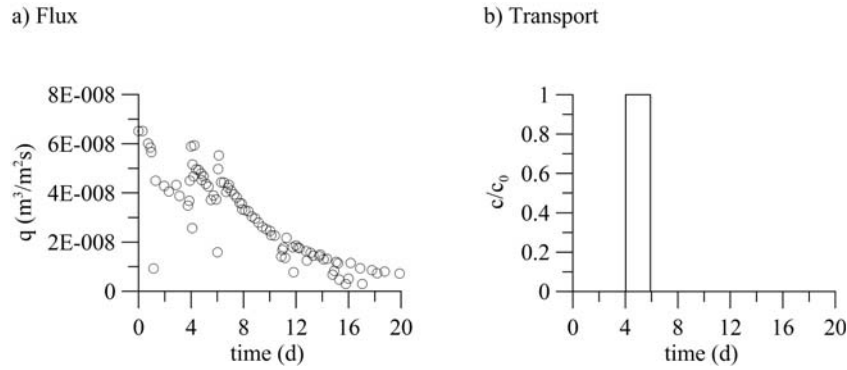 a) Flux
b) Transport
8E-008
6E-008
4E-008
2E-008
0
q (m³/m²s)
0 4 8 12 16 20
time (d)
1
0.8
0.6
0.4
0.2
0
c/c₀
0 4 8 12 16 20
time (d)